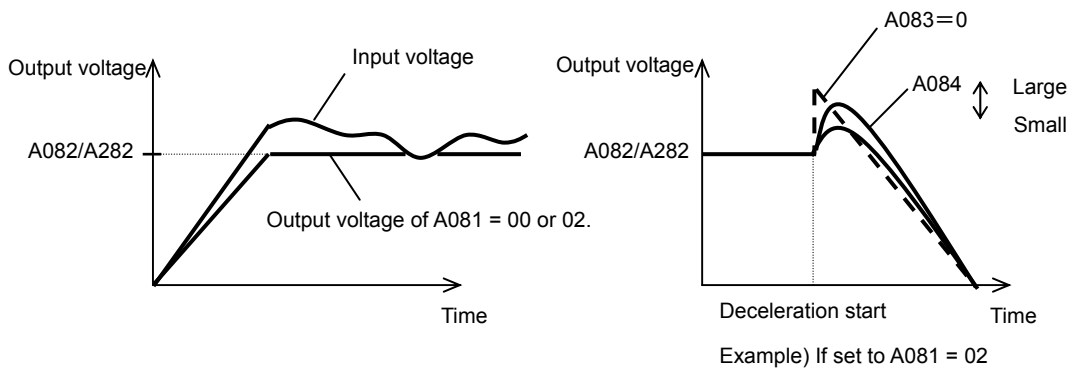 Output voltage
Input voltage
A082/A282
Output voltage of A081 = 00 or 02.
Time
Output voltage
A083＝0
A084
Large
Small
A082/A282
Deceleration start
Time
Example) If set to A081 = 02